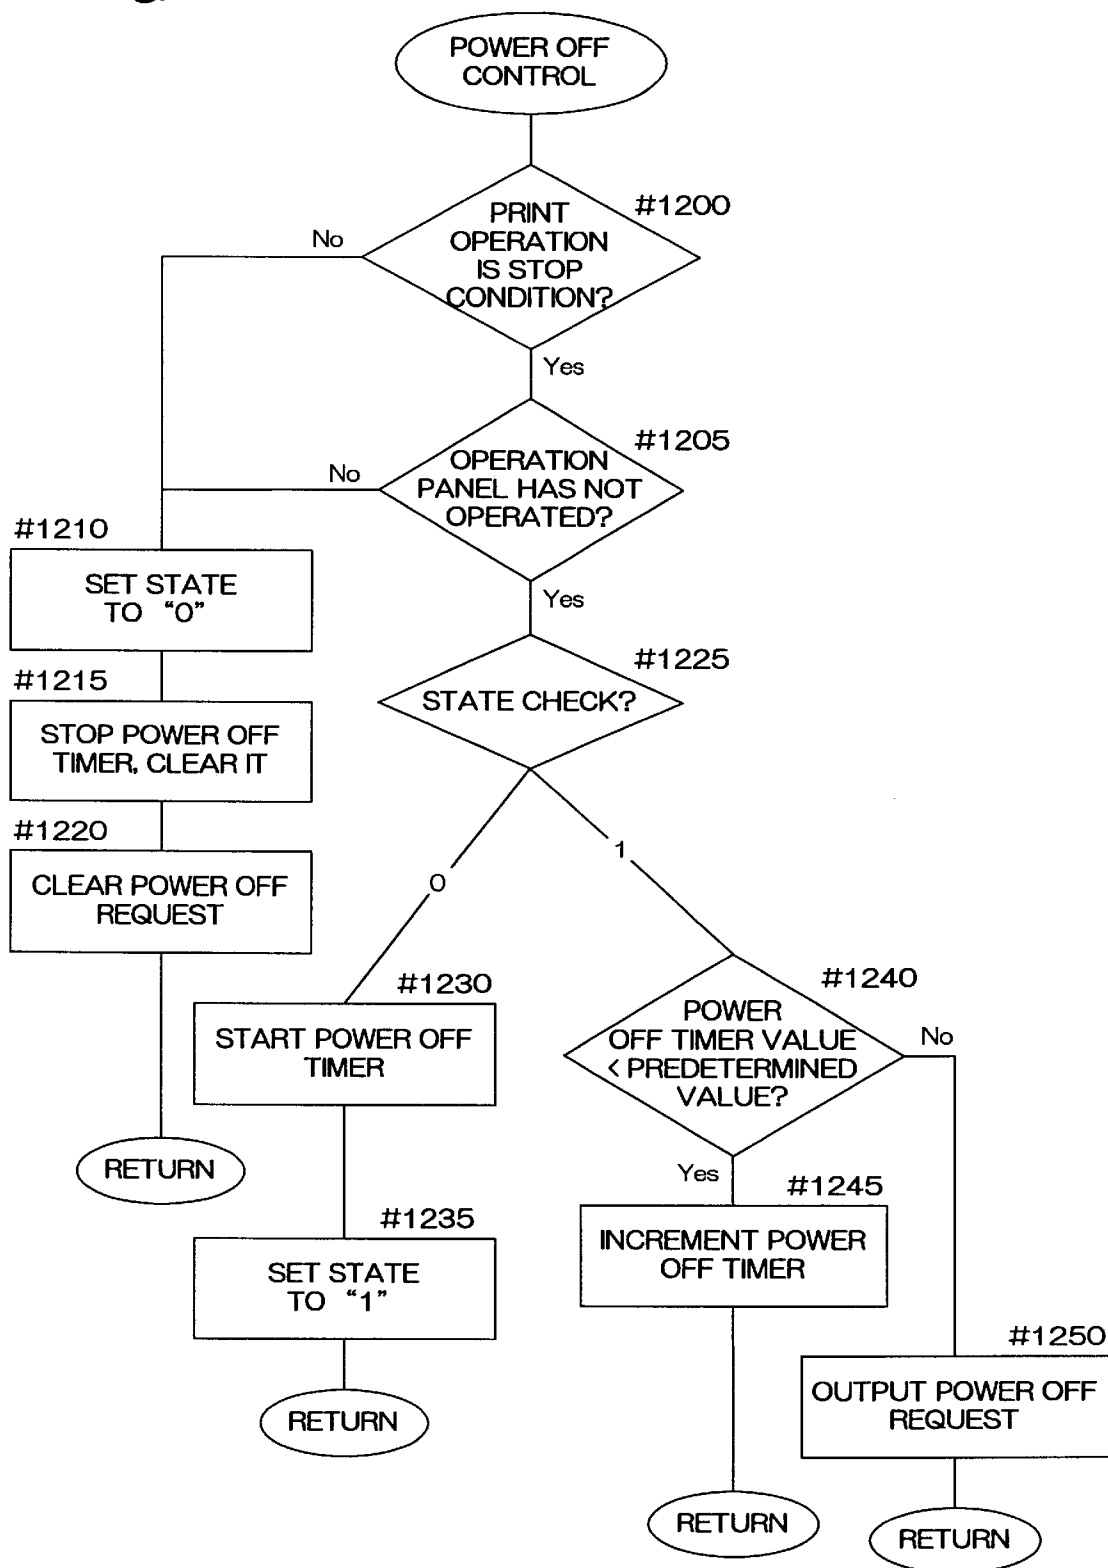 POWER OFF
CONTROL
#1200
PRINT
OPERATION
IS STOP
CONDITION?
No
Yes
#1205
OPERATION
PANEL HAS NOT
OPERATED?
No
Yes
#1210
SET STATE
TO “0”
#1225
STATE CHECK?
#1215
STOP POWER OFF
TIMER, CLEAR IT
#1220
CLEAR POWER OFF
REQUEST
0
1
#1230
START POWER OFF
TIMER
#1240
POWER
OFF TIMER VALUE
< PREDETERMINED
VALUE?
No
Yes
RETURN
#1235
SET STATE
TO “1”
#1245
INCREMENT POWER
OFF TIMER
#1250
OUTPUT POWER OFF
REQUEST
RETURN
RETURN
RETURN